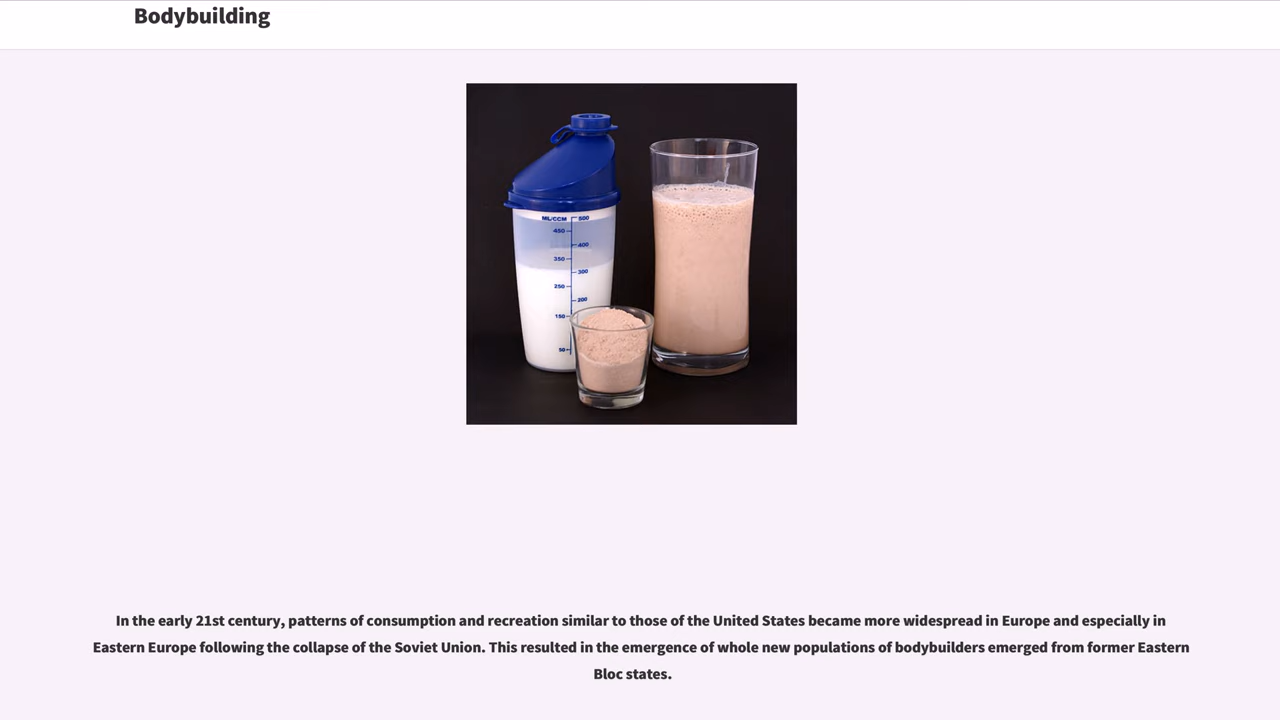 Bodybuilding
ML/CCM 500
450
400
350
300
250
200
150
50
In the early 21st century, patterns of consumption and recreation similar to those of the United States became more widespread in Europe and especially in
Eastern Europe following the collapse of the Soviet Union. This resulted in the emergence of whole new populations of bodybuilders emerged from former Eastern
Bloc states.